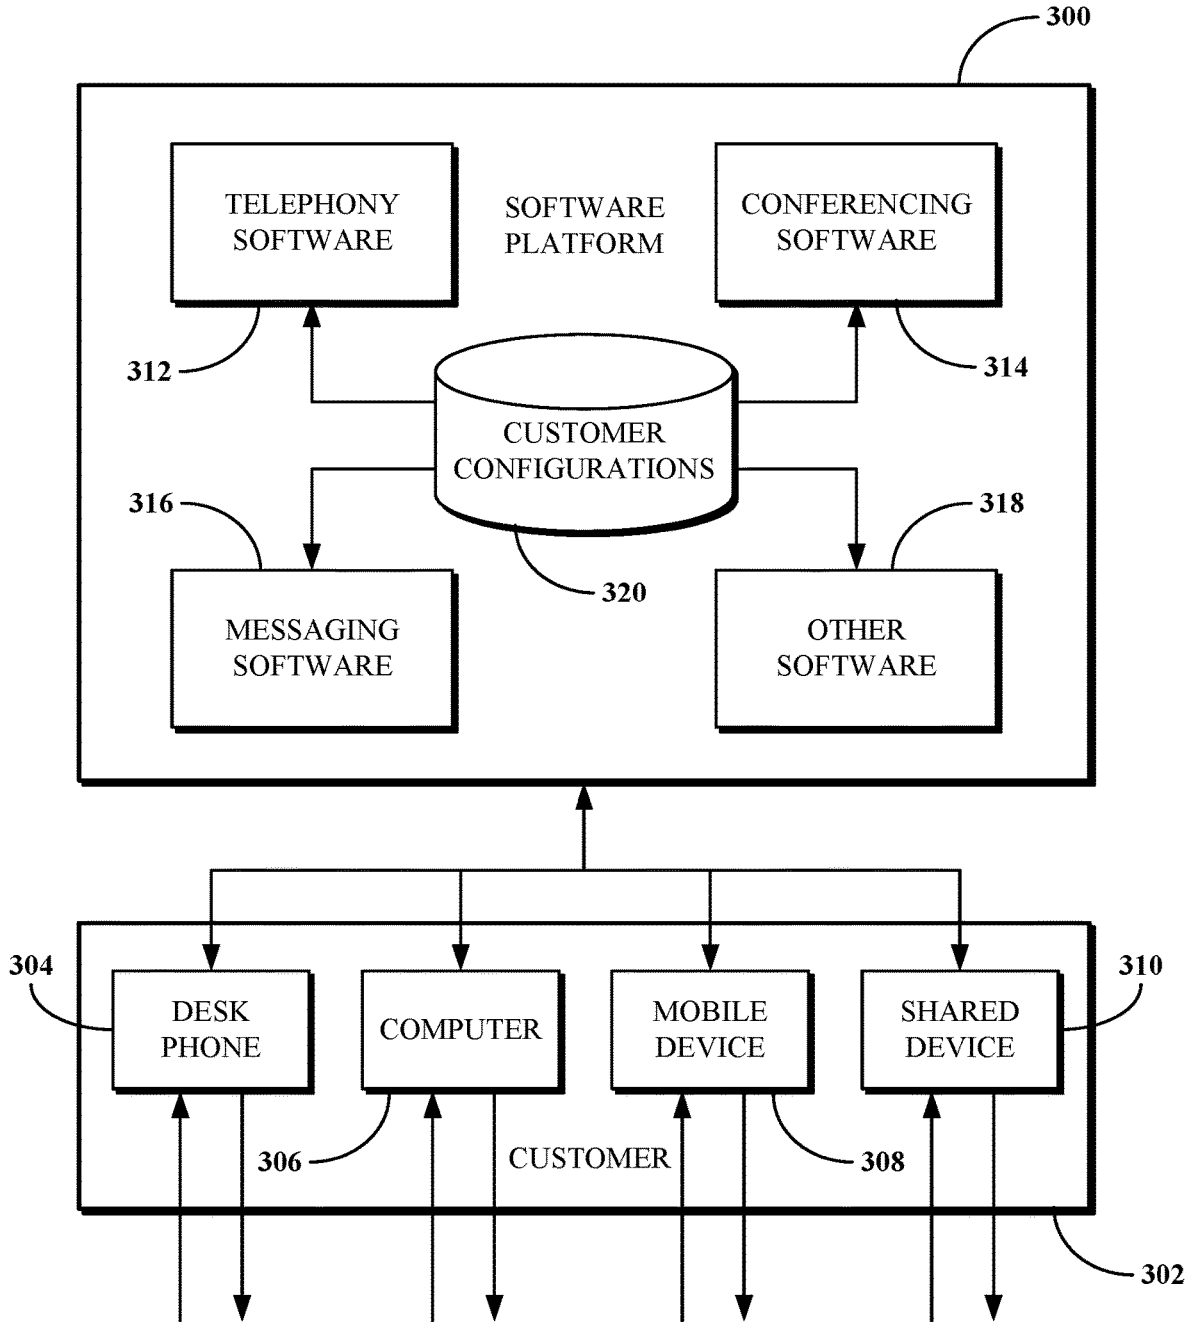 300
TELEPHONY
SOFTWARE
SOFTWARE
PLATFORM
CONFERENCING
SOFTWARE
312
314
CUSTOMER
CONFIGURATIONS
316
318
320
MESSAGING
SOFTWARE
OTHER
SOFTWARE
304
310
DESK
PHONE
COMPUTER
MOBILE
DEVICE
SHARED
DEVICE
306
CUSTOMER
308
302